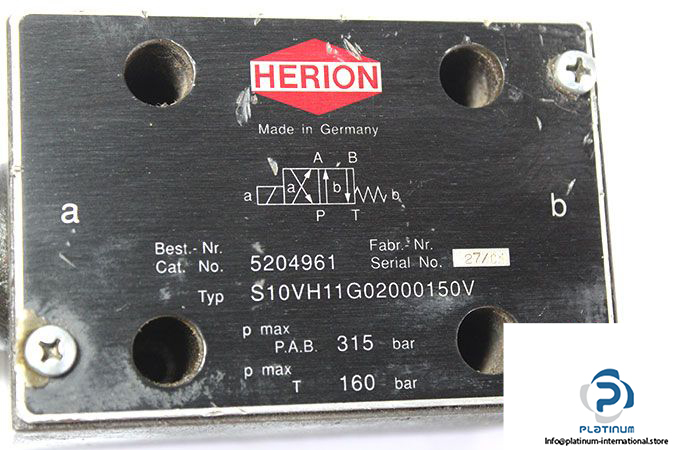 HERION
Made in Germany
A B
a a b b
P T
a b
Best.- Nr. Fabr.- Nr.
Cat. No. 5204961 Serial No.
Typ S10VH11G02000150V
p max
P.A.B. 315 bar
p max
T 160 bar
PLATINUM
Info@platinum-international.store